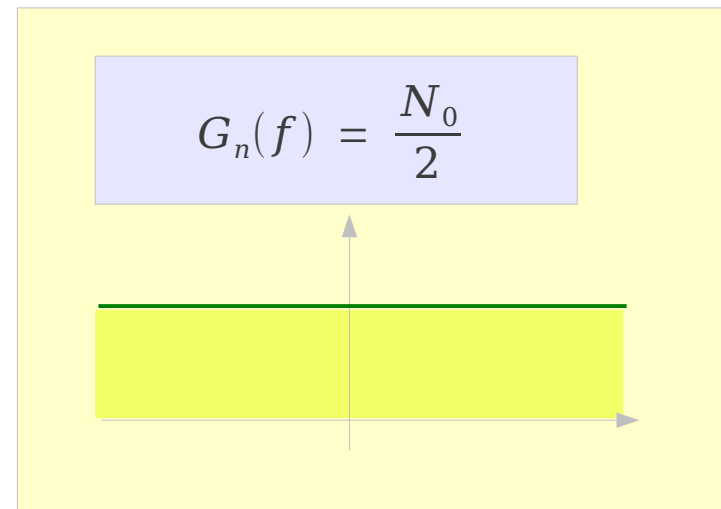 G_n(f) = N_0/2